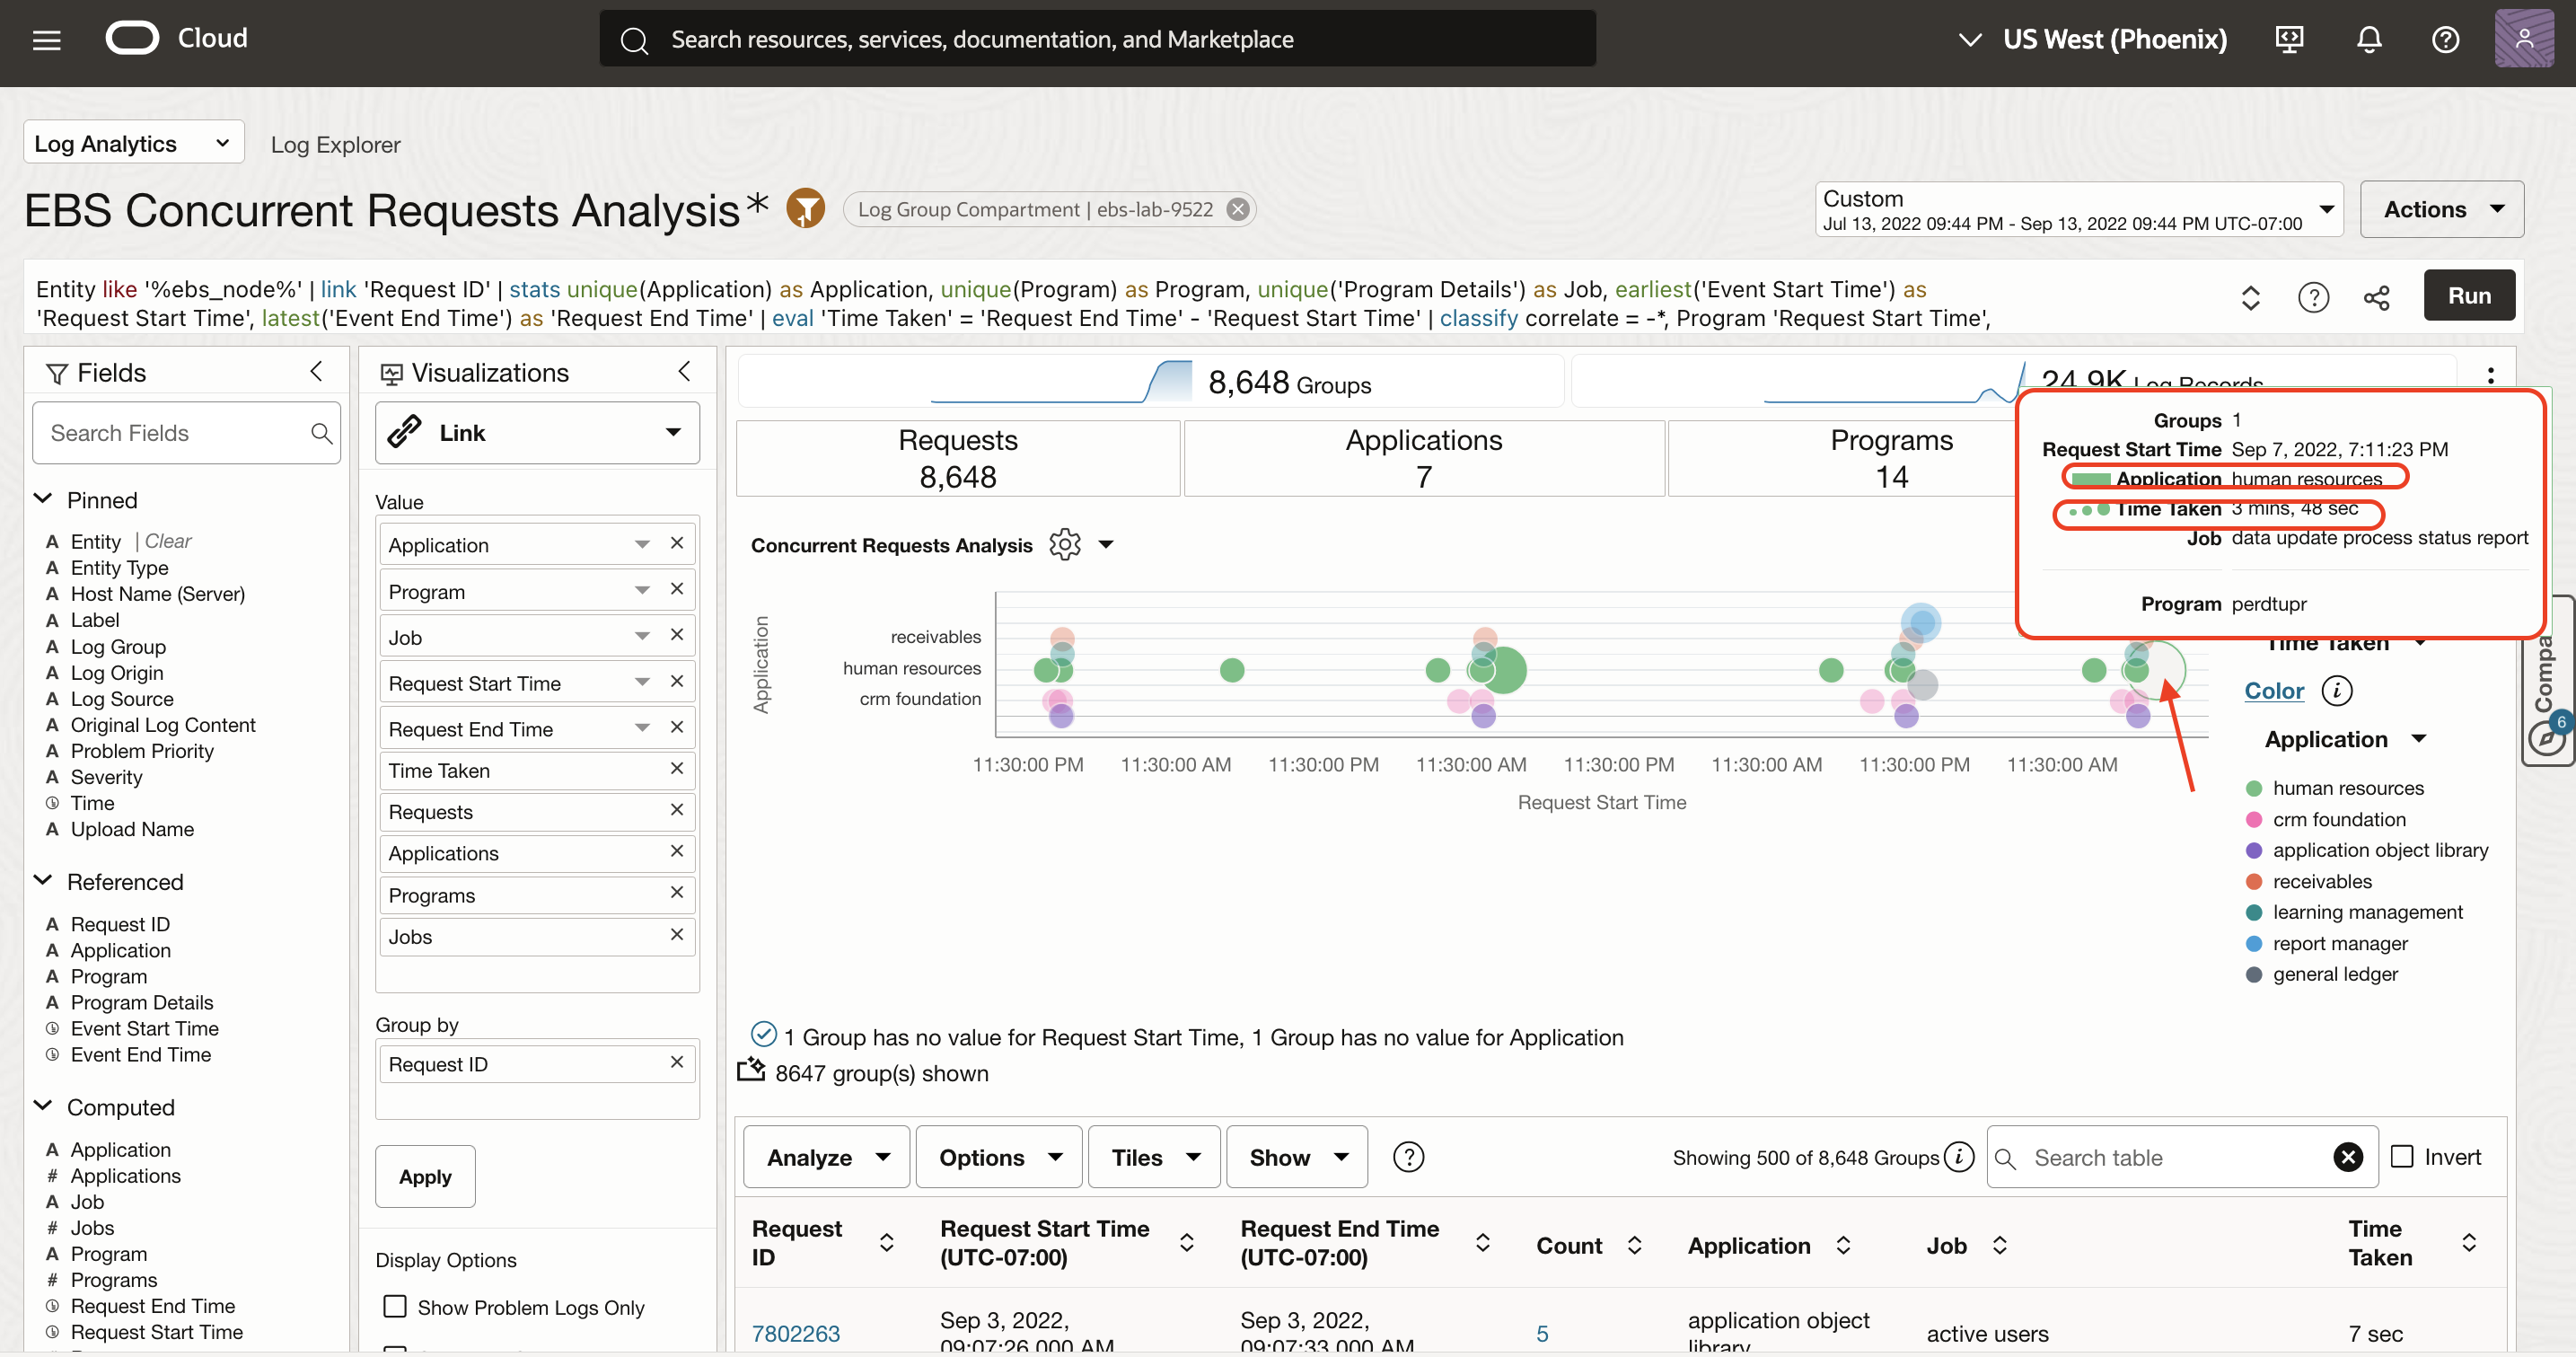 Cloud
Search resources, services, documentation, and Marketplace
US West (Phoenix)
Log Analytics
Log Explorer
EBS Concurrent Requests Analysis*
1
Log Group Compartment | ebs-lab-9522
Custom
Jul 13, 2022 09:44 PM - Sep 13, 2022 09:44 PM UTC-07:00
Actions
Entity like '%ebs_node%' | link 'Request ID' | stats unique(Application) as Application, unique(Program) as Program, unique('Program Details') as Job, earliest('Event Start Time') as
'Request Start Time', latest('Event End Time') as 'Request End Time' | eval 'Time Taken' = 'Request End Time' - 'Request Start Time' | classify correlate = -*, Program 'Request Start Time',
Run
Fields
Search Fields
Pinned
A Entity | Clear
A Entity Type
A Host Name (Server)
A Label
A Log Group
A Log Origin
A Log Source
A Original Log Content
A Problem Priority
A Severity
Time
A Upload Name
Referenced
A Request ID
A Application
A Program
A Program Details
Event Start Time
Event End Time
Computed
A Application
# Applications
A Job
# Jobs
A Program
# Programs
Request End Time
Request Start Time
Visualizations
Link
Value
Application
Program
Job
Request Start Time
Request End Time
Time Taken
Requests
Applications
Programs
Jobs
Group by
Request ID
Apply
Display Options
Show Problem Logs Only
8,648 Groups
24.9K Log Records
Requests
8,648
Applications
7
Programs
14
Groups 1
Request Start Time Sep 7, 2022, 7:11:23 PM
Application human resources
Time Taken 3 mins, 48 sec
Job data update process status report
Program perdtupr
Concurrent Requests Analysis
Application
receivables
human resources
crm foundation
11:30:00 PM 11:30:00 AM 11:30:00 PM 11:30:00 AM 11:30:00 PM 11:30:00 AM 11:30:00 PM 11:30:00 AM
Request Start Time
Time Taken
Color
Application
human resources
crm foundation
application object library
receivables
learning management
report manager
general ledger
Compa
6
1 Group has no value for Request Start Time, 1 Group has no value for Application
8647 group(s) shown
Analyze
Options
Tiles
Show
Showing 500 of 8,648 Groups
Search table
Invert
Request ID
Request Start Time (UTC-07:00)
Request End Time (UTC-07:00)
Count
Application
Job
Time Taken
7802263
Sep 3, 2022,
09:07:26.000 AM
Sep 3, 2022,
09:07:33.000 AM
5
application object
library
active users
7 sec